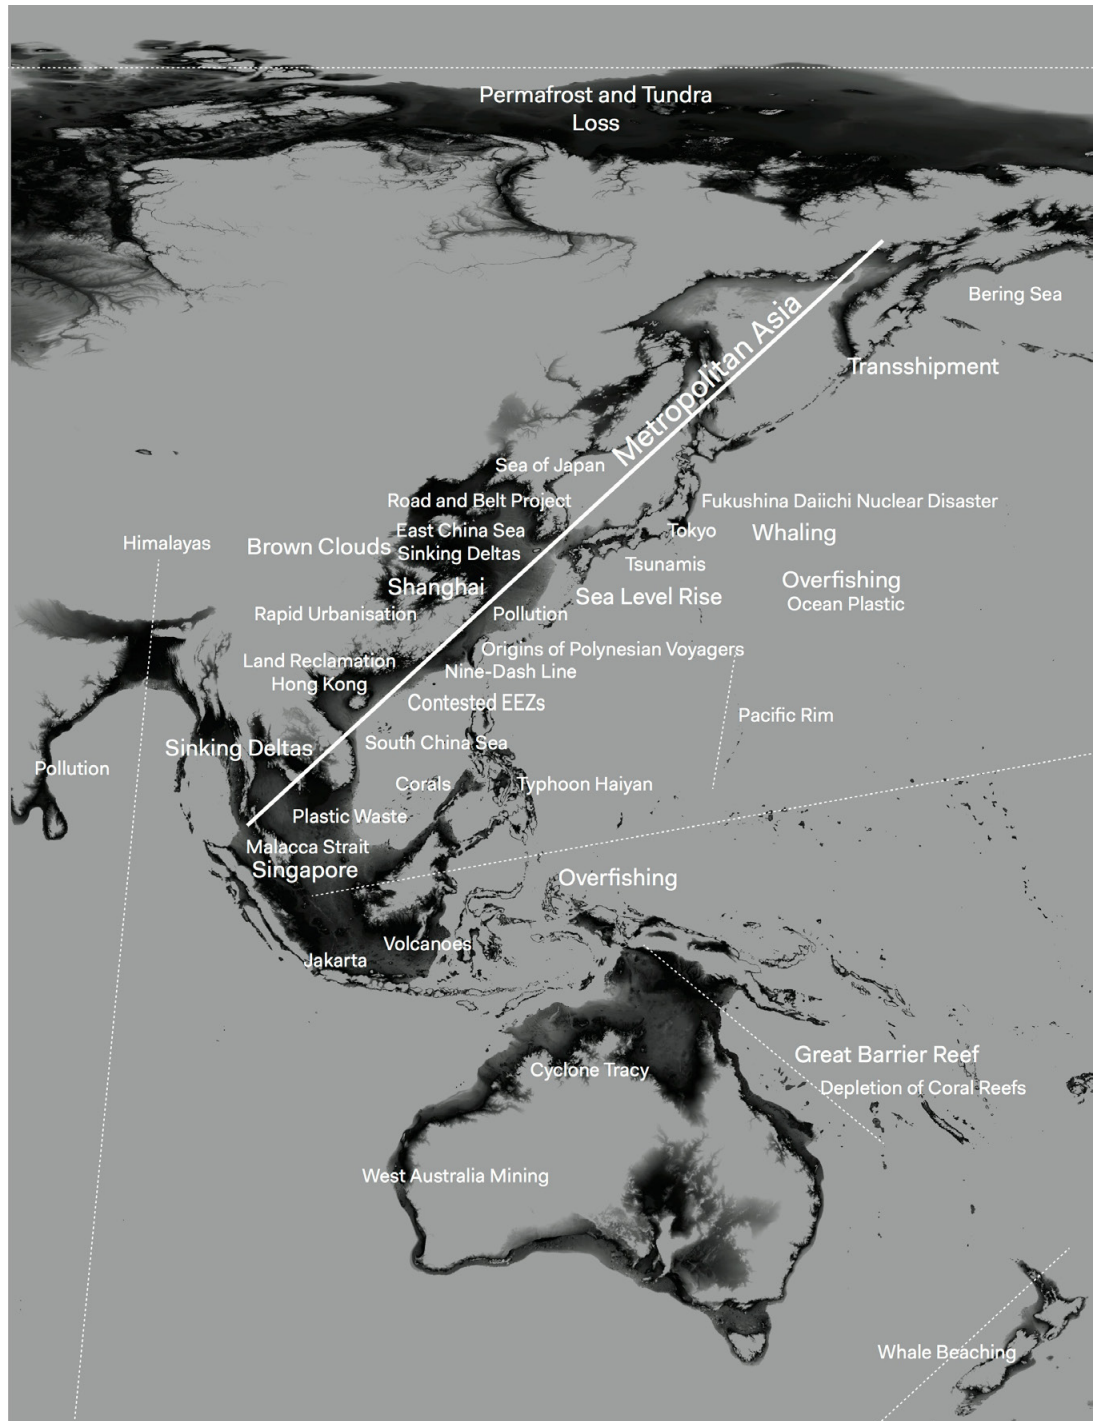 Permafrost and Tundra
Loss
Bering Sea
Metropolitan Asia
Transshipment
Sea of Japan
Road and Belt Project
Fukushina Daiichi Nuclear Disaster
East China Sea
Tokyo
Whaling
Himalayas
Brown Clouds
Sinking Deltas
Tsunamis
Shanghai
Overfishing
Sea Level Rise
Ocean Plastic
Rapid Urbanisation
Pollution
Origins of Polynesian Voyagers
Land Reclamation
Nine-Dash Line
Hong Kong
Contested EEZs
Pacific Rim
South China Sea
Sinking Deltas
Pollution
Corals
Typhoon Haiyan
Plastic Waste
Malacca Strait
Singapore
Overfishing
Volcanoes
Jakarta
Great Barrier Reef
Cyclone Tracy
Depletion of Coral Reefs
West Australia Mining
Whale Beaching